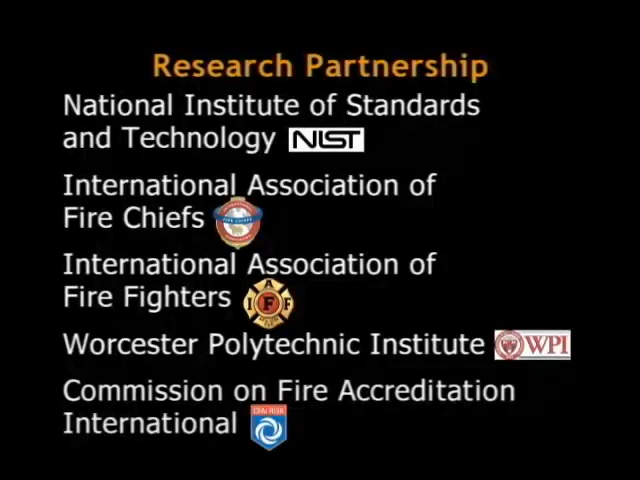 Research Partnership
National Institute of Standards
and Technology NIST
International Association of
Fire Chiefs
International Association of
Fire Fighters I A F F
Worcester Polytechnic Institute WPI
Commission on Fire Accreditation
International